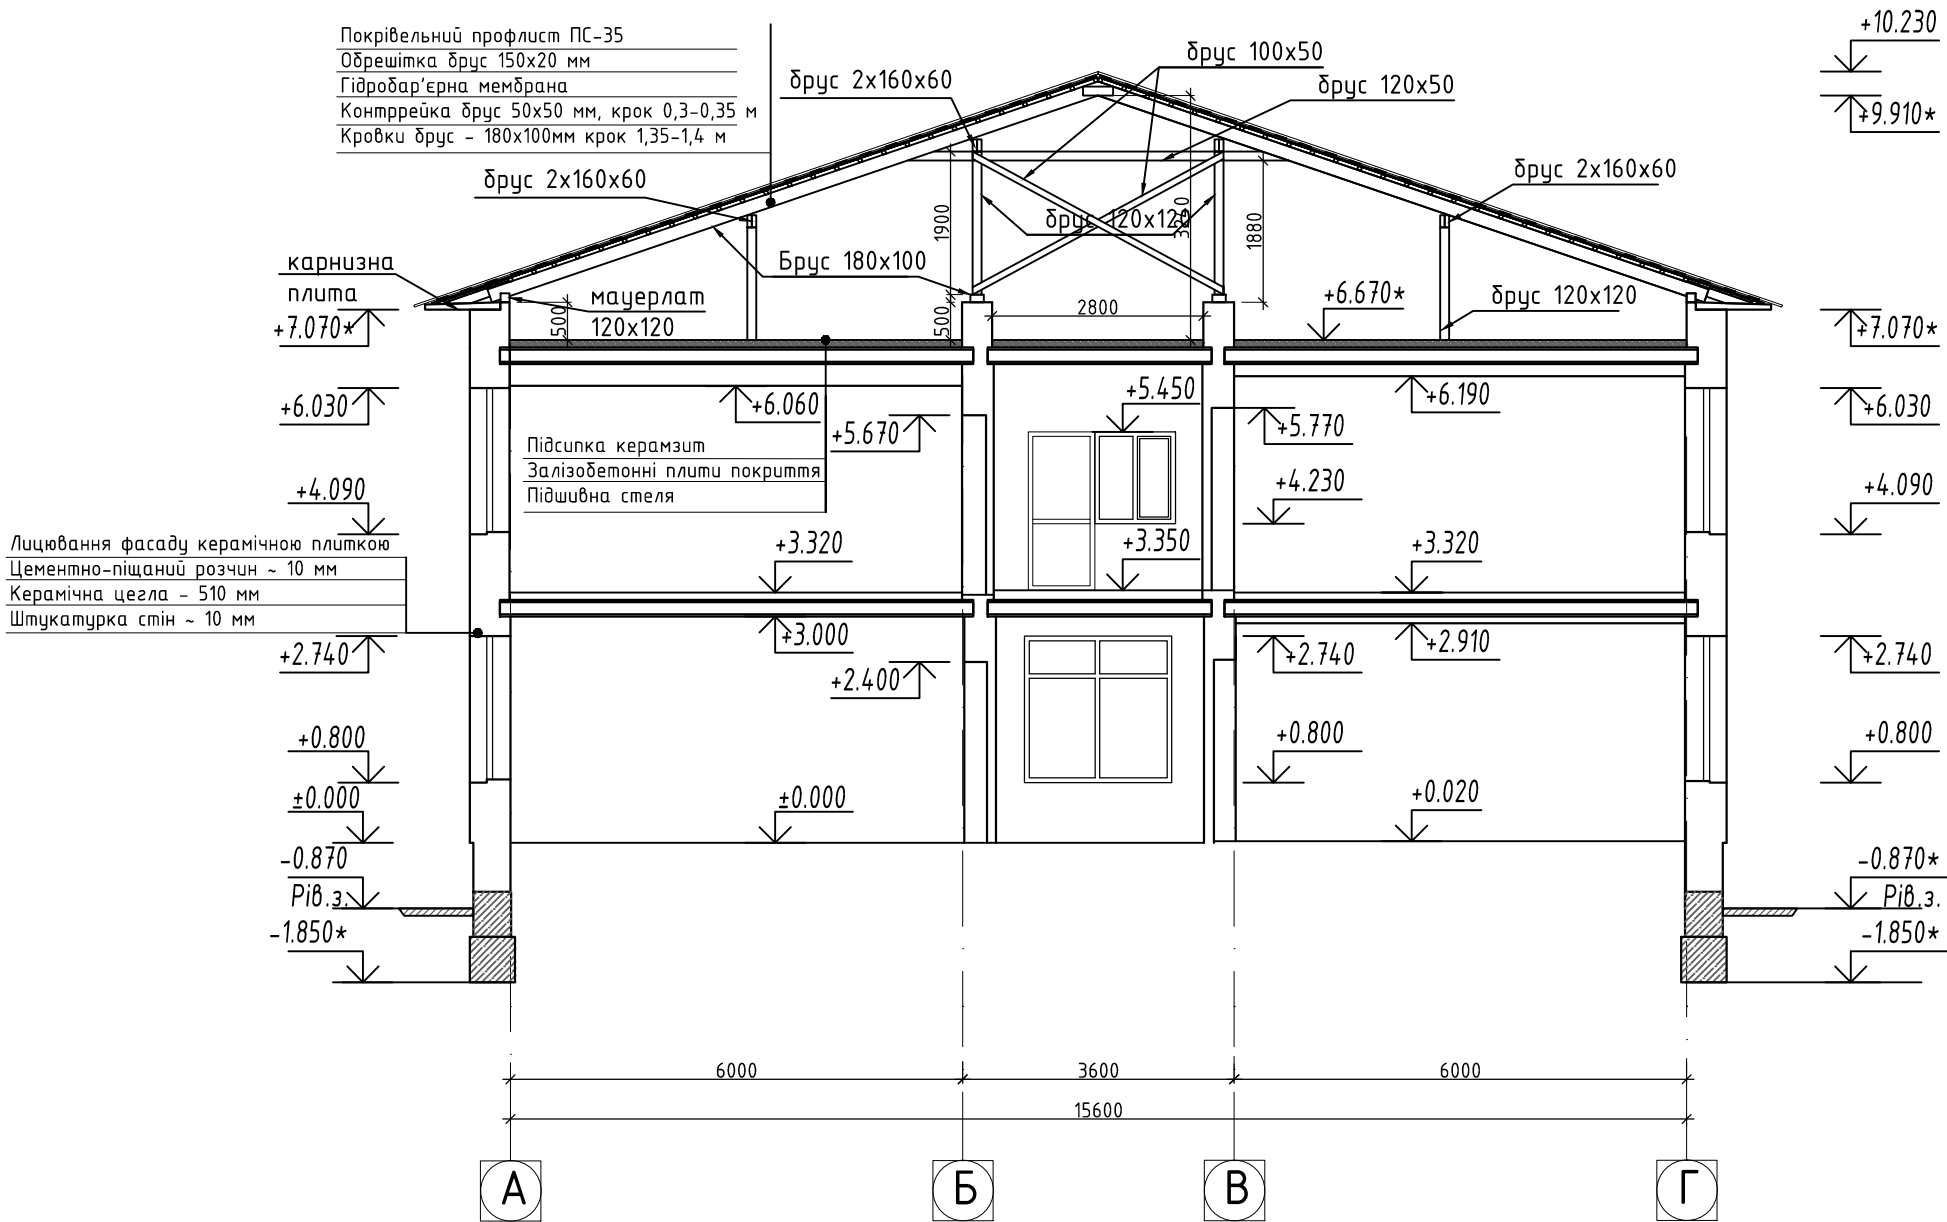 Покрівельний профлист ПС-35
Обрешітка брус 150х20 мм
Гідробар'єрна мембрана
Контррейка брус 50х50 мм, крок 0,3-0,35 м
Кровки брус - 180х100мм крок 1,35-1,4 м
брус 2х160х60
брус 100х50
брус 120х50
+10.230
+9.910*
брус 2х160х60
брус 2х160х60
брус 120х120
1900
1880
Брус 180х100
карнизна
плита
мауерлат
120х120
500
500
2800
+6.670*
брус 120х120
+7.070*
+7.070*
+6.030
+6.060
+5.670
+5.450
+6.190
+5.770
+6.030
Підсипка керамзит
Залізобетонні плити покриття
Підшивна стеля
+4.090
+4.230
+4.090
Лицювання фасаду керамічною плиткою
Цементно-піщаний розчин ~ 10 мм
Керамічна цегла - 510 мм
Штукатурка стін ~ 10 мм
+3.320
+3.350
+3.320
+2.740
+3.000
+2.400
+2.740
+2.910
+2.740
+0.800
+0.800
+0.800
±0.000
±0.000
+0.020
-0.870
Рів.з.
-0.870*
Рів.з.
-1.850*
-1.850*
6000
3600
6000
15600
А
Б
В
Г